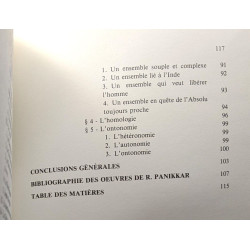 117
1. Un ensemble souple et complexe 91
2. Un ensemble lié à l'Inde 92
3. Un ensemble qui veut libérer
l'homme 92
4. Un ensemble en quête de l'Absolu
toujours proche 94
§ 4 - L'homologie 96
§ 5 - L'ontonomie 99
1. L'hétéronomie 99
2. L'autonomie 99
3. L'ontonomie 100
CONCLUSIONS GÉNÉRALES 103
BIBLIOGRAPHIE DES OEUVRES DE R. PANIKKAR 107
TABLE DES MATIÈRES 115